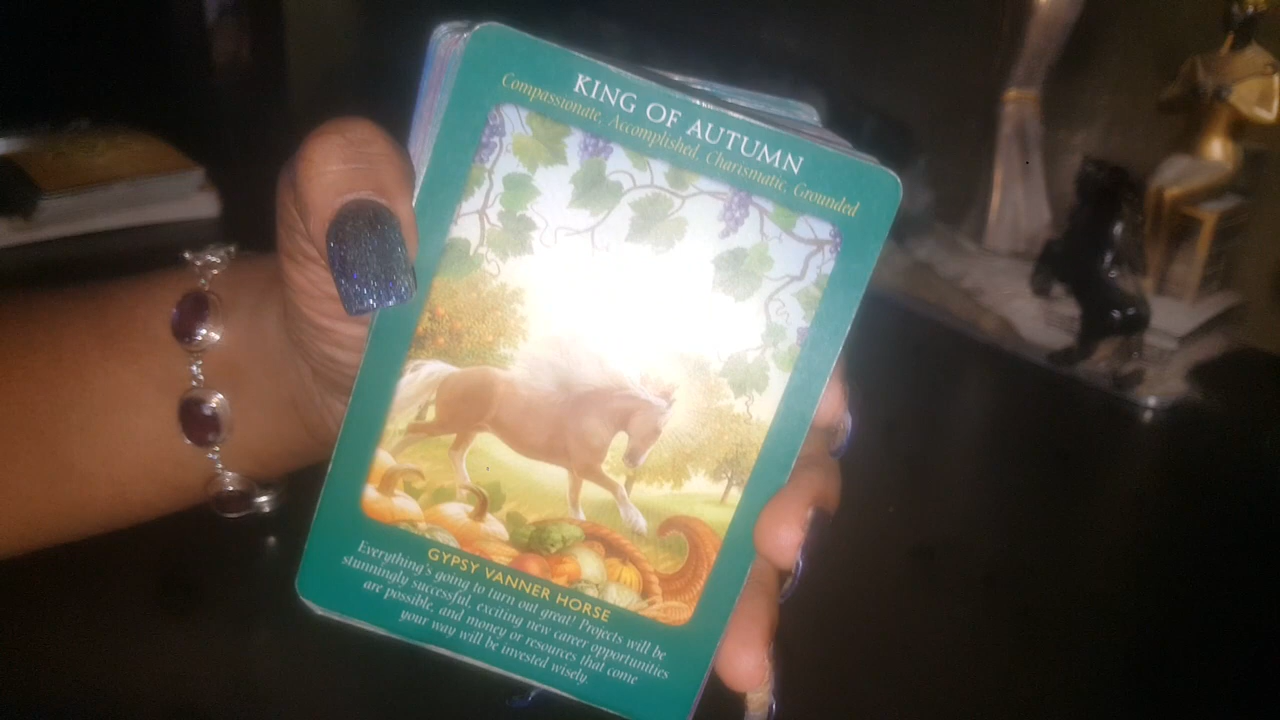 KING OF AUTUMN
Compassionate, Accomplished, Charismatic, Grounded
GYPSY VANNER HORSE
Everything's going to turn out great! Projects will be
stunningly successful, exciting new career opportunities
are possible, and money or resources that come
your way will be invested wisely.